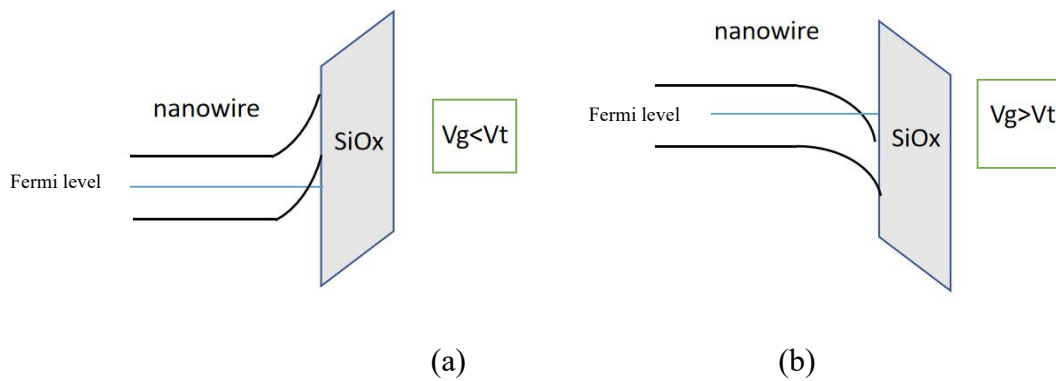 nanowire
SiOx
Vg<Vt
Fermi level
(a)
nanowire
Fermi level
SiOx
Vg>Vt
(b)